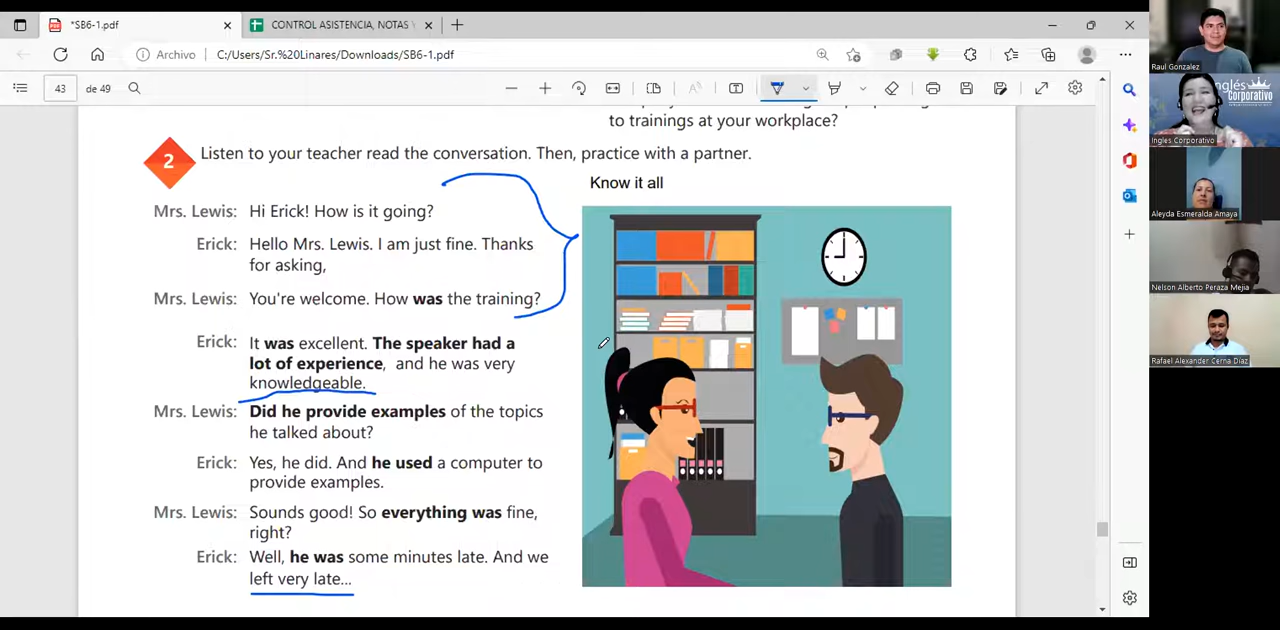 *SB6-1.pdf
CONTROL ASISTENCIA, NOTAS
Archivo
C:/Users/Sr.%20Linares/Downloads/SB6-1.pdf
43
de 49
to trainings at your workplace?
2
Listen to your teacher read the conversation. Then, practice with a partner.
Know it all
Mrs. Lewis: Hi Erick! How is it going?
Erick: Hello Mrs. Lewis. I am just fine. Thanks
for asking,
Mrs. Lewis: You're welcome. How was the training?
Erick: It was excellent. The speaker had a
lot of experience, and he was very
knowledgeable.
Mrs. Lewis: Did he provide examples of the topics
he talked about?
Erick: Yes, he did. And he used a computer to
provide examples.
Mrs. Lewis: Sounds good! So everything was fine,
right?
Erick: Well, he was some minutes late. And we
left very late...
Raul Gonzalez
Inglés
Corporativo
Ingles Corporativo
Aleyda Esmeralda Amaya
Nelson Alberto Peraza Mejia
Rafael Alexander Cerna Díaz